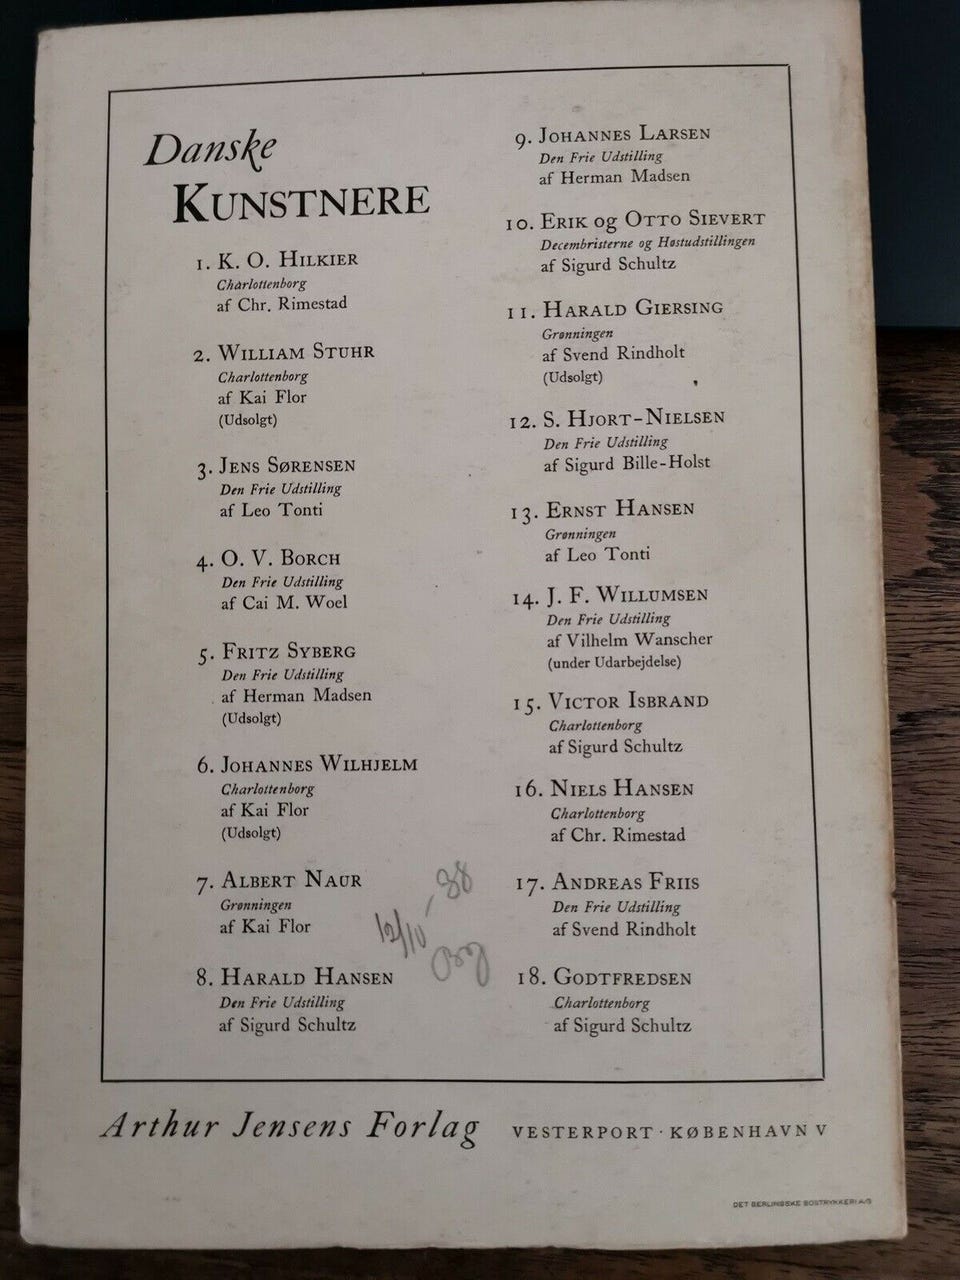 Danske
KUNSTNERE
1. K. O. HILKIER
Charlottenborg
af Chr. Rimestad
2. WILLIAM STUHR
Charlottenborg
af Kai Flor
(Udsolgt)
3. JENS SØRENSEN
Den Frie Udstilling
af Leo Tonti
4. O. V. BORCH
Den Frie Udstilling
af Cai M. Woel
5. FRITZ SYBERG
Den Frie Udstilling
af Herman Madsen
(Udsolgt)
6. JOHANNES WILHJELM
Charlottenborg
af Kai Flor
(Udsolgt)
7. ALBERT NAUR
Grønningen
af Kai Flor
8. HARALD HANSEN
Den Frie Udstilling
af Sigurd Schultz
12/10
9. JOHANNES LARSEN
Den Frie Udstilling
af Herman Madsen
10. ERIK og OTTO SIEVERT
Decembristerne og Høstudstillingen
af Sigurd Schultz
11. HARALD GIERSING
Grønningen
af Svend Rindholt
(Udsolgt)
12. S. HJORT-NIELSEN
Den Frie Udstilling
af Sigurd Bille-Holst
13. ERNST HANSEN
Grønningen
af Leo Tonti
14. J. F. WILLUMSEN
Den Frie Udstilling
af Vilhelm Wanscher
(under Udarbejdelse)
15. VICTOR ISBRAND
Charlottenborg
af Sigurd Schultz
16. NIELS HANSEN
Charlottenborg
af Chr. Rimestad
17. ANDREAS FRIIS
Den Frie Udstilling
af Svend Rindholt
18. GODTFREDSEN
Charlottenborg
af Sigurd Schultz
Arthur Jensens Forlag VESTERPORT · KØBENHAVN V
DET BERLINGSKE BOGTRYKKERI A/S